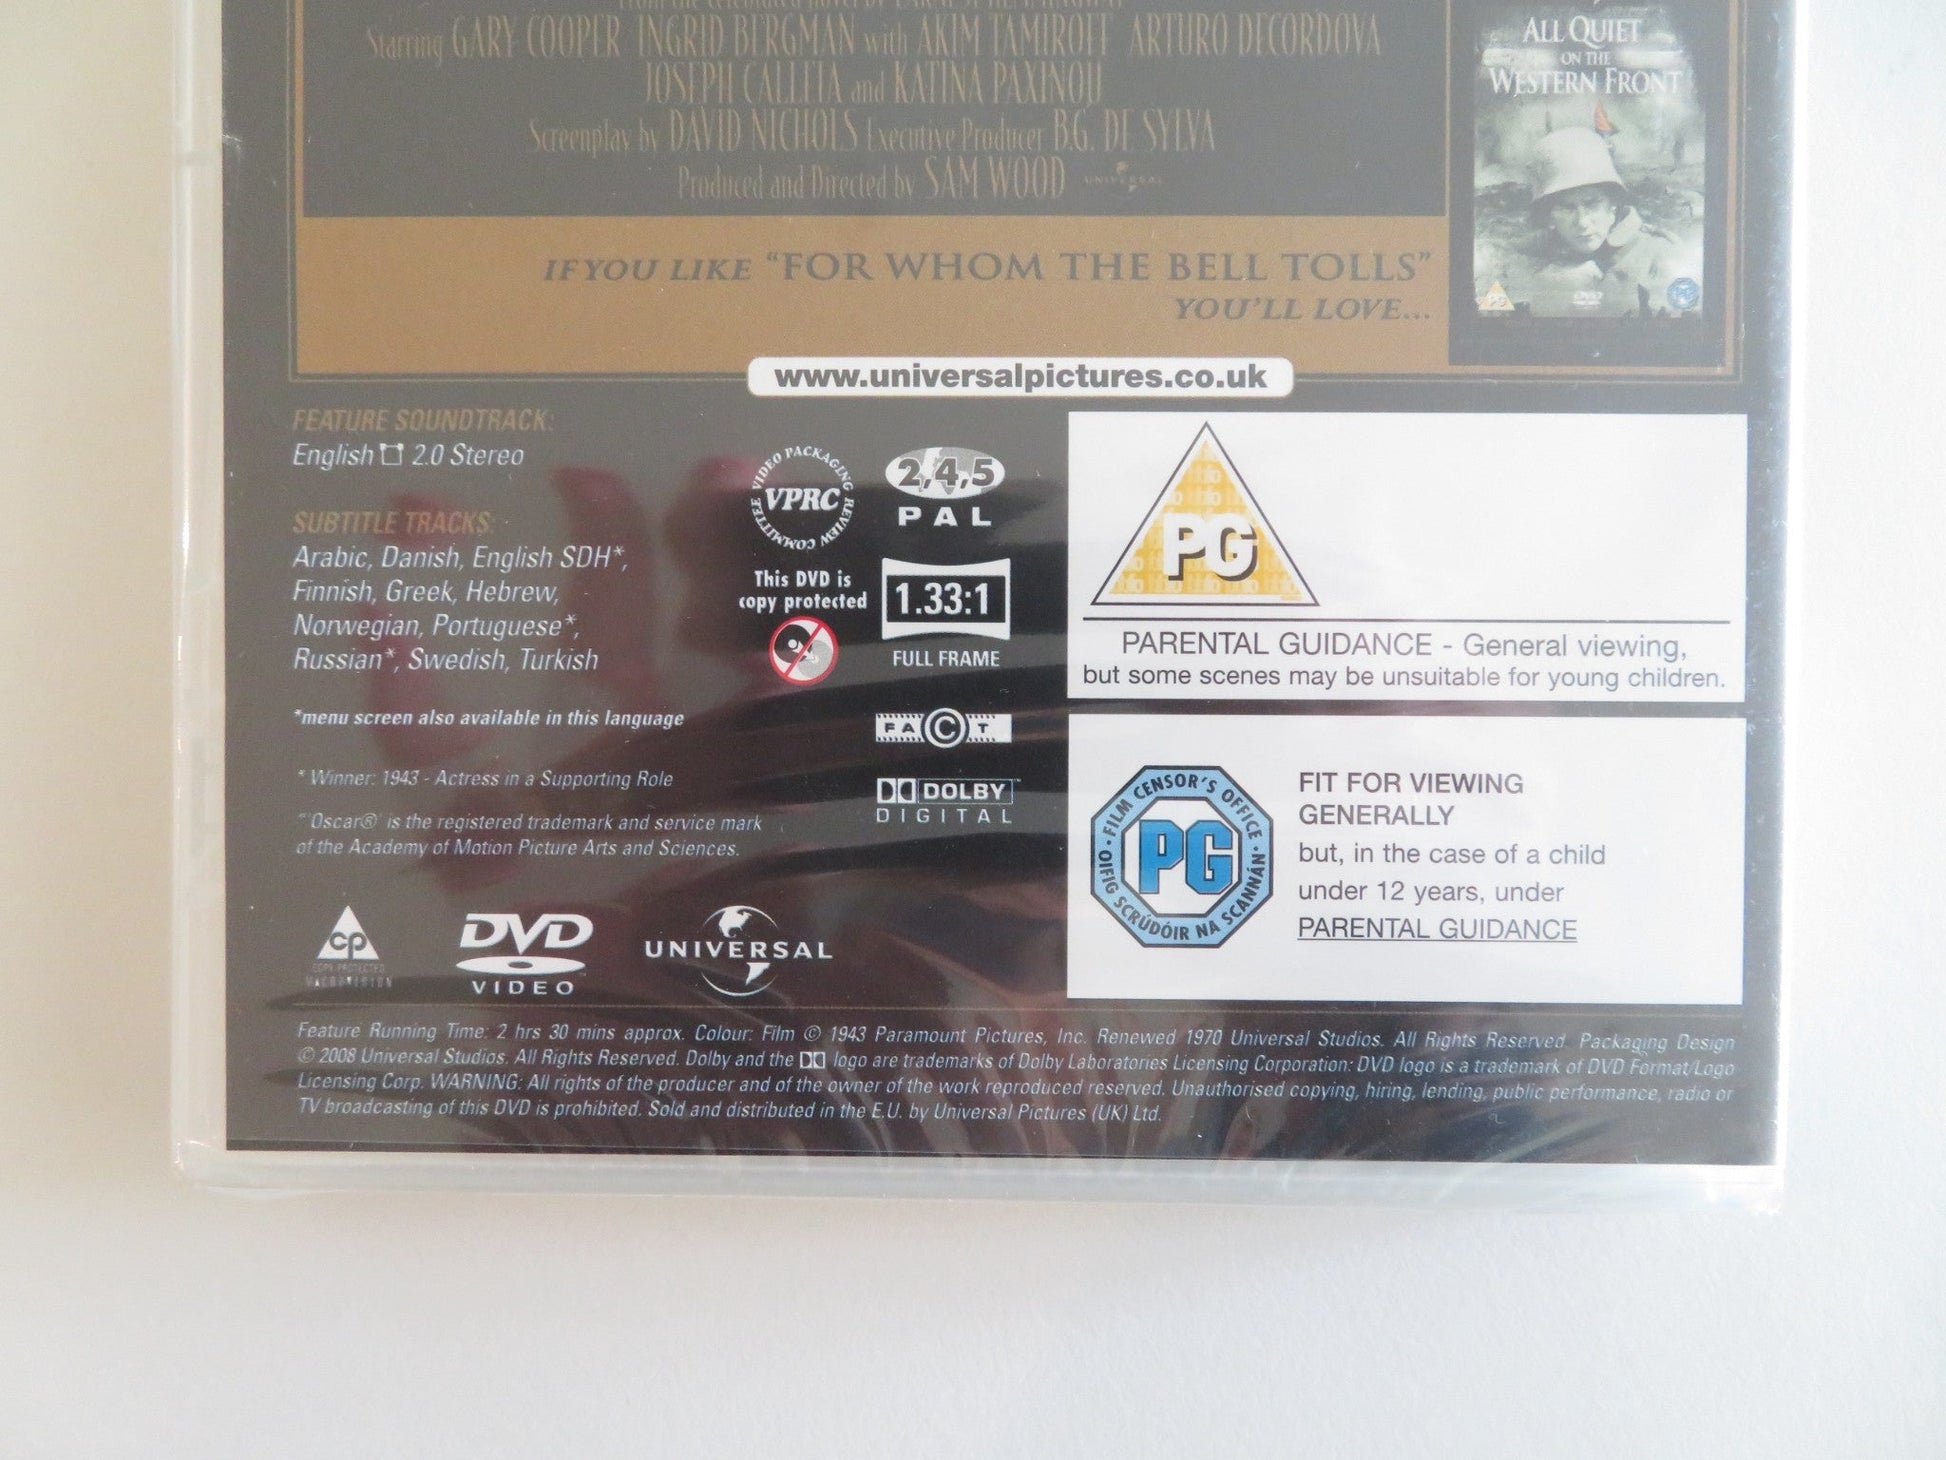 Starring GARY COOPER INGRID BERGMAN with AKIM TAMIROFF ARTURO DECORDOVA
JOSEPH CALLEIA and KATINA PAXINOU
Screenplay by DAVID NICHOLS Executive Producer B.G. DE SYLVA
Produced and Directed by SAM WOOD UNIVERSAL
ALL QUIET
ON THE
WESTERN FRONT
PG
DVD
IF YOU LIKE "FOR WHOM THE BELL TOLLS"
YOU'LL LOVE...
www.universalpictures.co.uk
FEATURE SOUNDTRACK:
English 2.0 Stereo
SUBTITLE TRACKS:
Arabic, Danish, English SDH*,
Finnish, Greek, Hebrew,
Norwegian, Portuguese*,
Russian*, Swedish, Turkish
*menu screen also available in this language
* Winner: 1943 - Actress in a Supporting Role
"'Oscar®' is the registered trademark and service mark
of the Academy of Motion Picture Arts and Sciences.
VIDEO PACKAGING REVIEW COMMITTEE
VPRC
This DVD is
copy protected
2,4,5
PAL
1.33:1
FULL FRAME
FACT
DOLBY
DIGITAL
cp
COPY PROTECTED
MACROVISION
DVD
VIDEO
UNIVERSAL
PG
PARENTAL GUIDANCE - General viewing,
but some scenes may be unsuitable for young children.
FILM CENSOR'S OFFICE
PG
OIFIG SCRÚDÓIR NA SCANNÁN
FIT FOR VIEWING
GENERALLY
but, in the case of a child
under 12 years, under
PARENTAL GUIDANCE
Feature Running Time: 2 hrs 30 mins approx. Colour: Film © 1943 Paramount Pictures, Inc. Renewed 1970 Universal Studios. All Rights Reserved. Packaging Design
© 2008 Universal Studios. All Rights Reserved. Dolby and the logo are trademarks of Dolby Laboratories Licensing Corporation: DVD logo is a trademark of DVD Format/Logo
Licensing Corp. WARNING: All rights of the producer and of the owner of the work reproduced reserved. Unauthorised copying, hiring, lending, public performance, radio or
TV broadcasting of this DVD is prohibited. Sold and distributed in the E.U. by Universal Pictures (UK) Ltd.